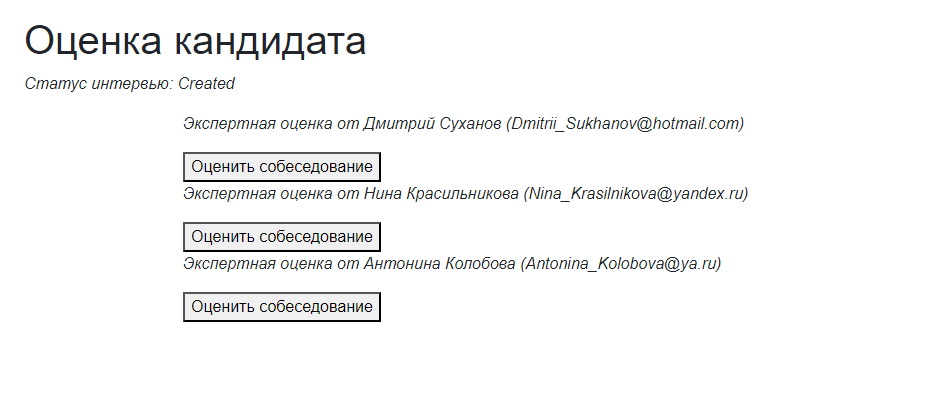 Оценка кандидата
Статус интервью: Created
Экспертная оценка от Дмитрий Суханов (Dmitrii_Sukhanov@hotmail.com)
Оценить собеседование
Экспертная оценка от Нина Красильникова (Nina_Krasilnikova@yandex.ru)
Оценить собеседование
Экспертная оценка от Антонина Колобова (Antonina_Kolobova@ya.ru)
Оценить собеседование